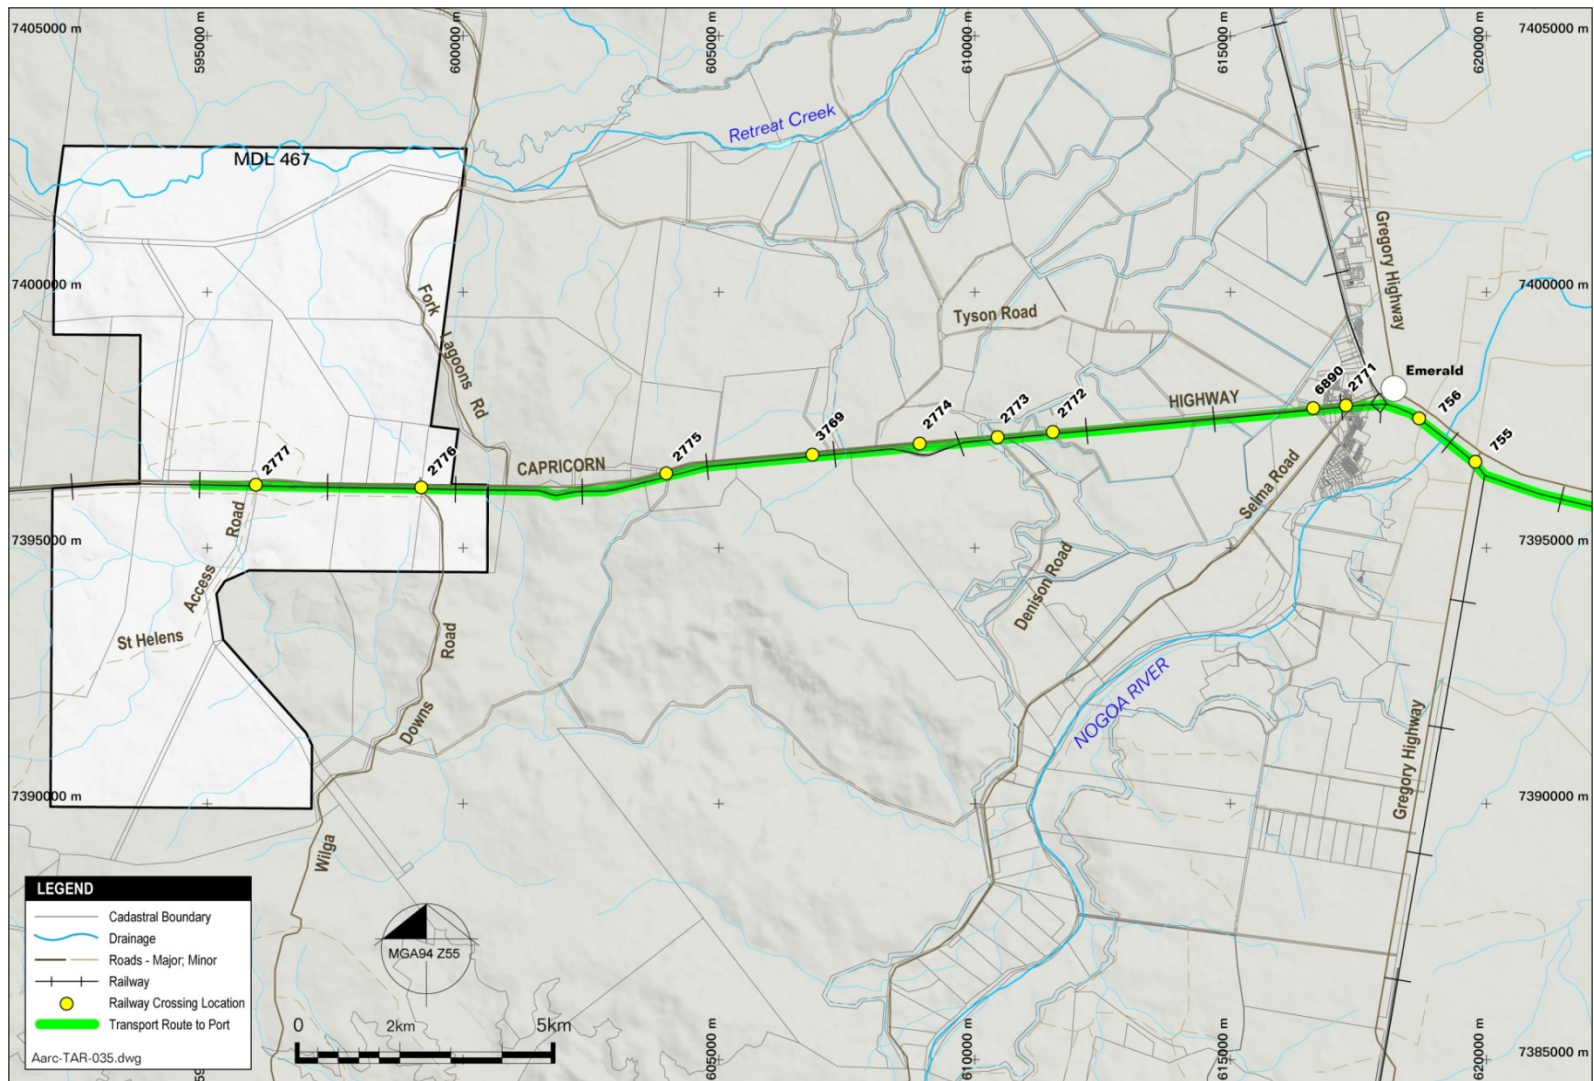 7405000 m
595000 m
600000 m
605000 m
610000 m
615000 m
620000 m
7405000 m
Retreat Creek
MDL 467
Gregory Highway
7400000 m
7400000 m
Fork Lagoons Rd
Tyson Road
Emerald
HIGHWAY
6890
2771
756
755
2772
2773
2774
3769
2775
CAPRICORN
2776
2777
Selma Road
7395000 m
7395000 m
St Helens Access Road
Denison Road
NOGOA RIVER
Wilga Downs Road
Gregory Highway
7390000 m
7390000 m
LEGEND
Cadastral Boundary
Drainage
Roads - Major; Minor
Railway
Railway Crossing Location
Transport Route to Port
Aarc-TAR-035.dwg
MGA94 Z55
0 2km 5km
605000 m
610000 m
615000 m
620000 m
7385000 m